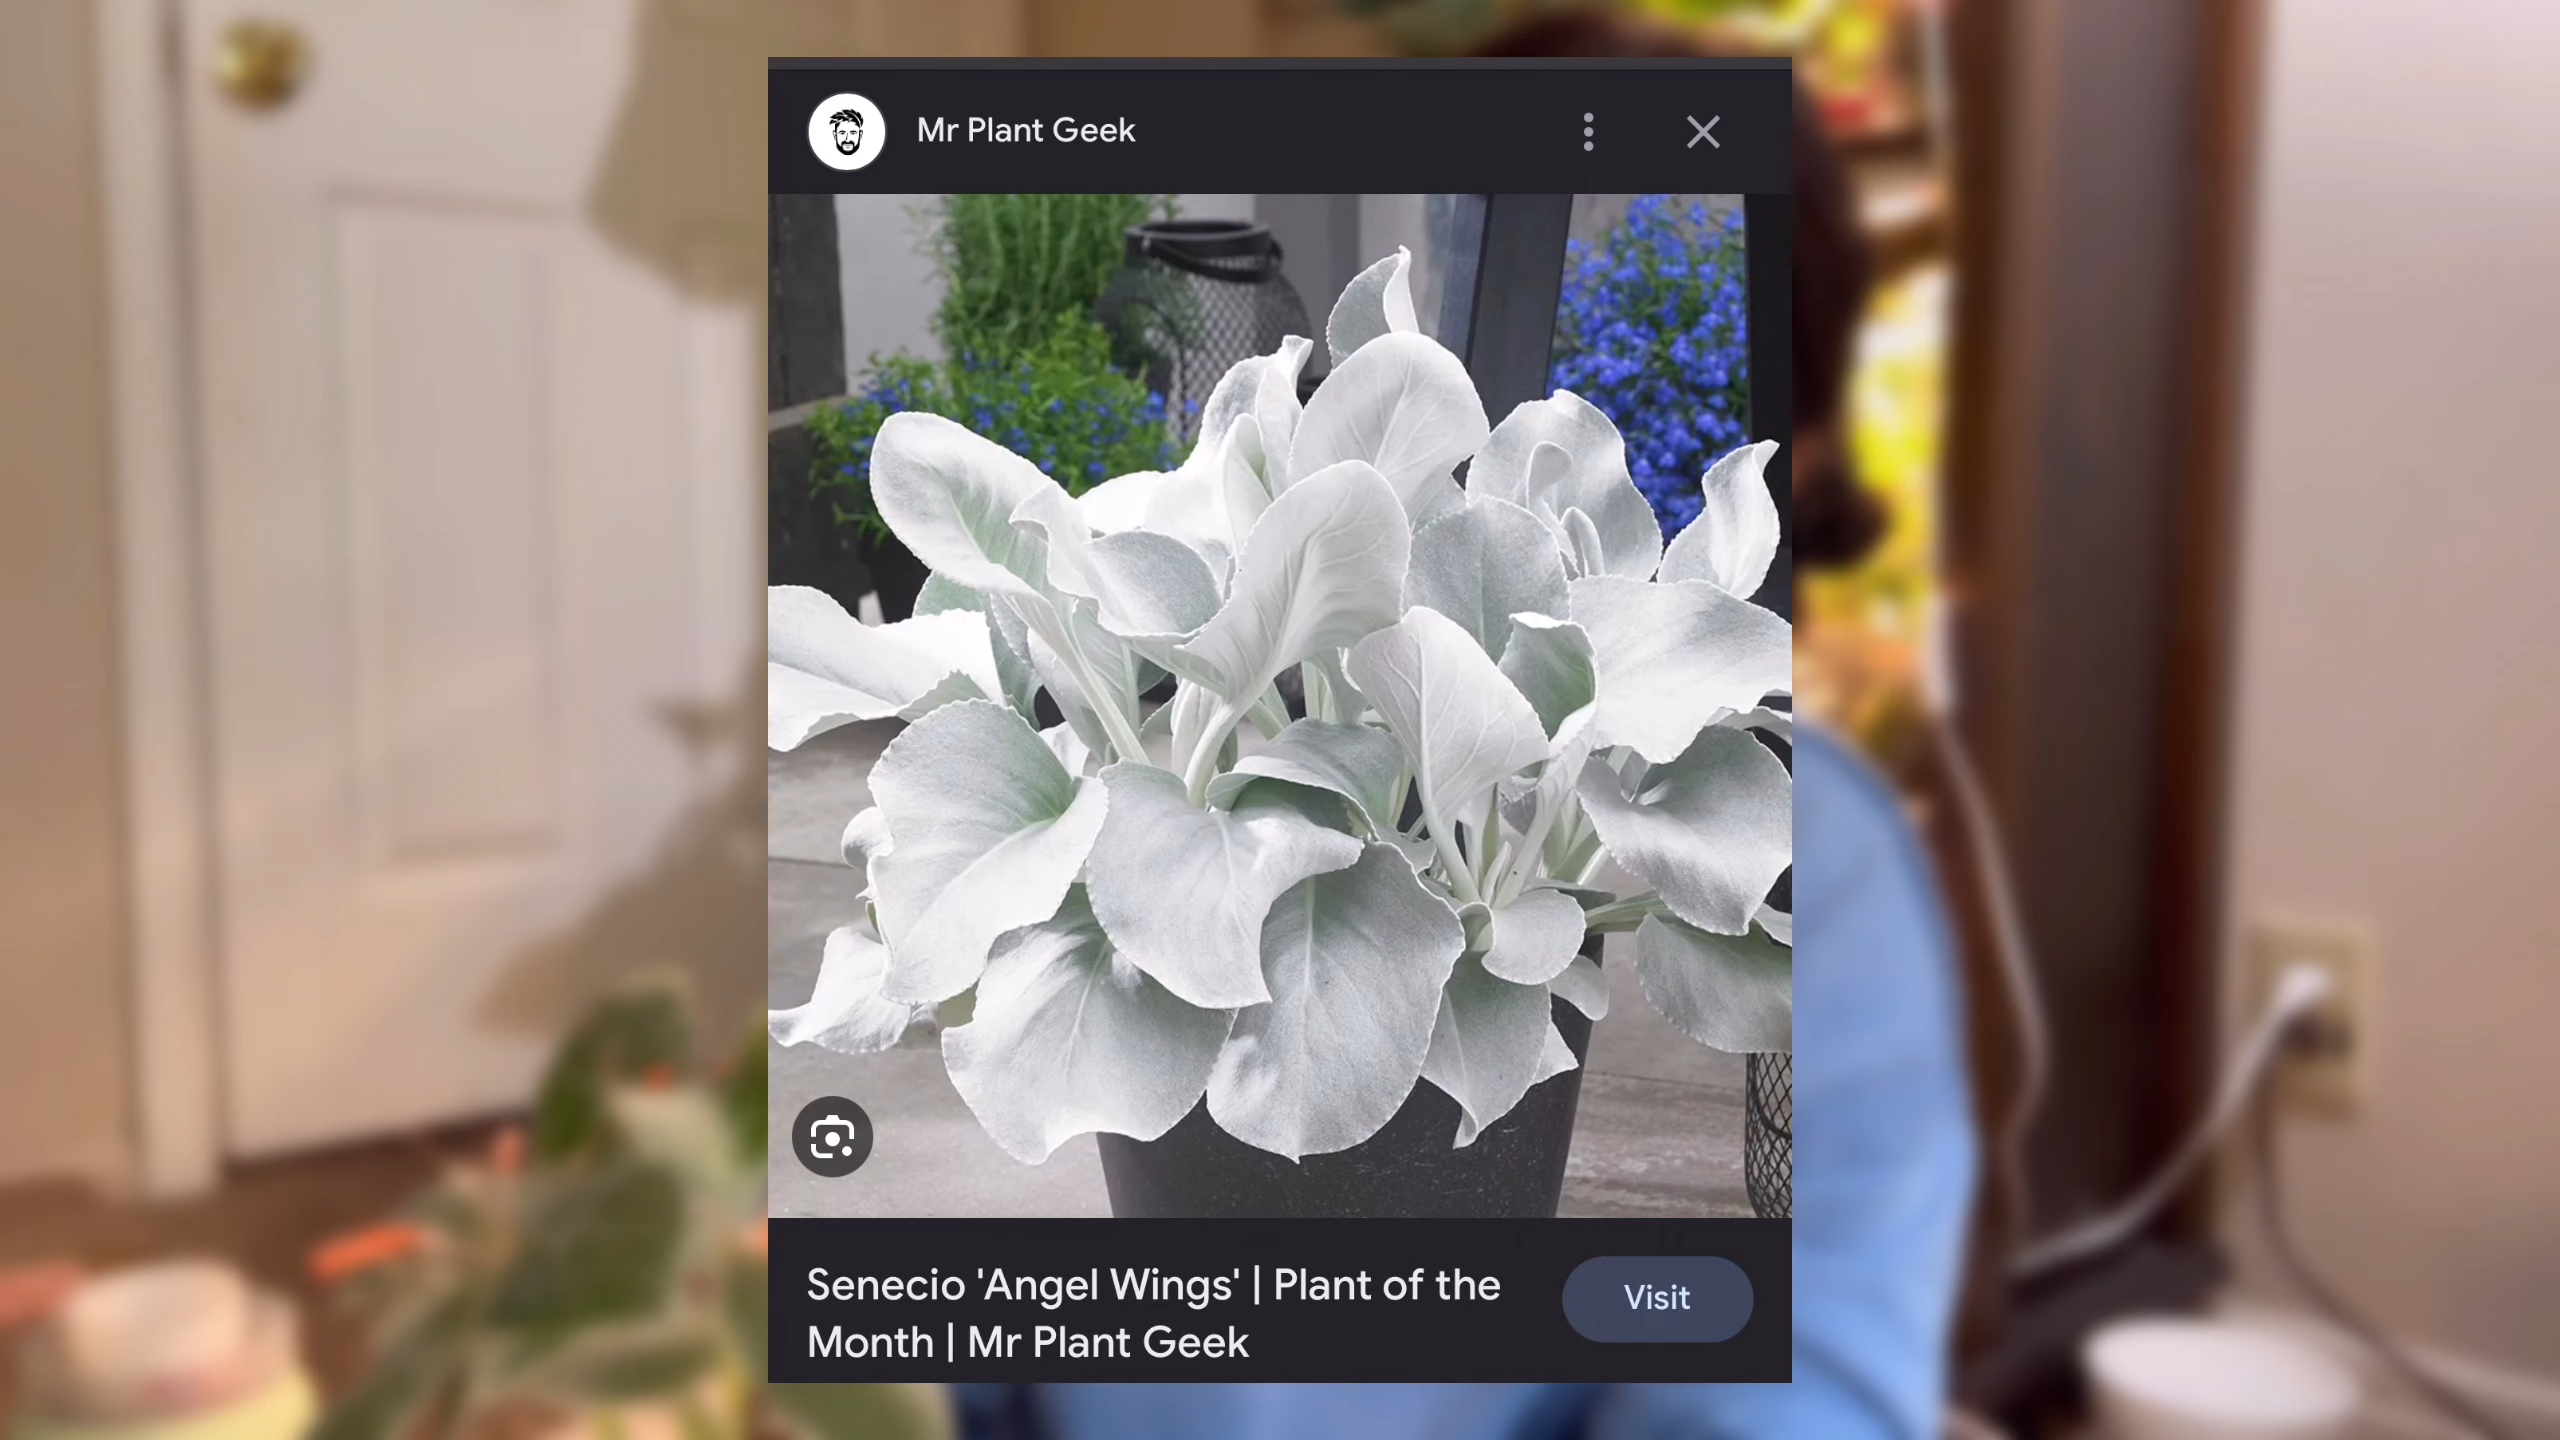 Mr Plant Geek
Senecio 'Angel Wings' | Plant of the
Month | Mr Plant Geek
Visit